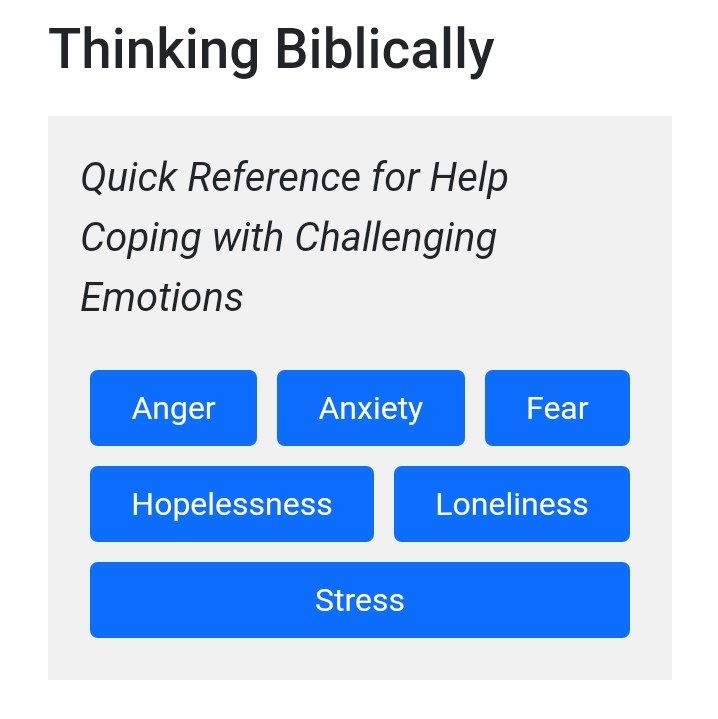 Thinking Biblically
Quick Reference for Help
Coping with Challenging
Emotions
Anger Anxiety Fear
Hopelessness Loneliness
Stress